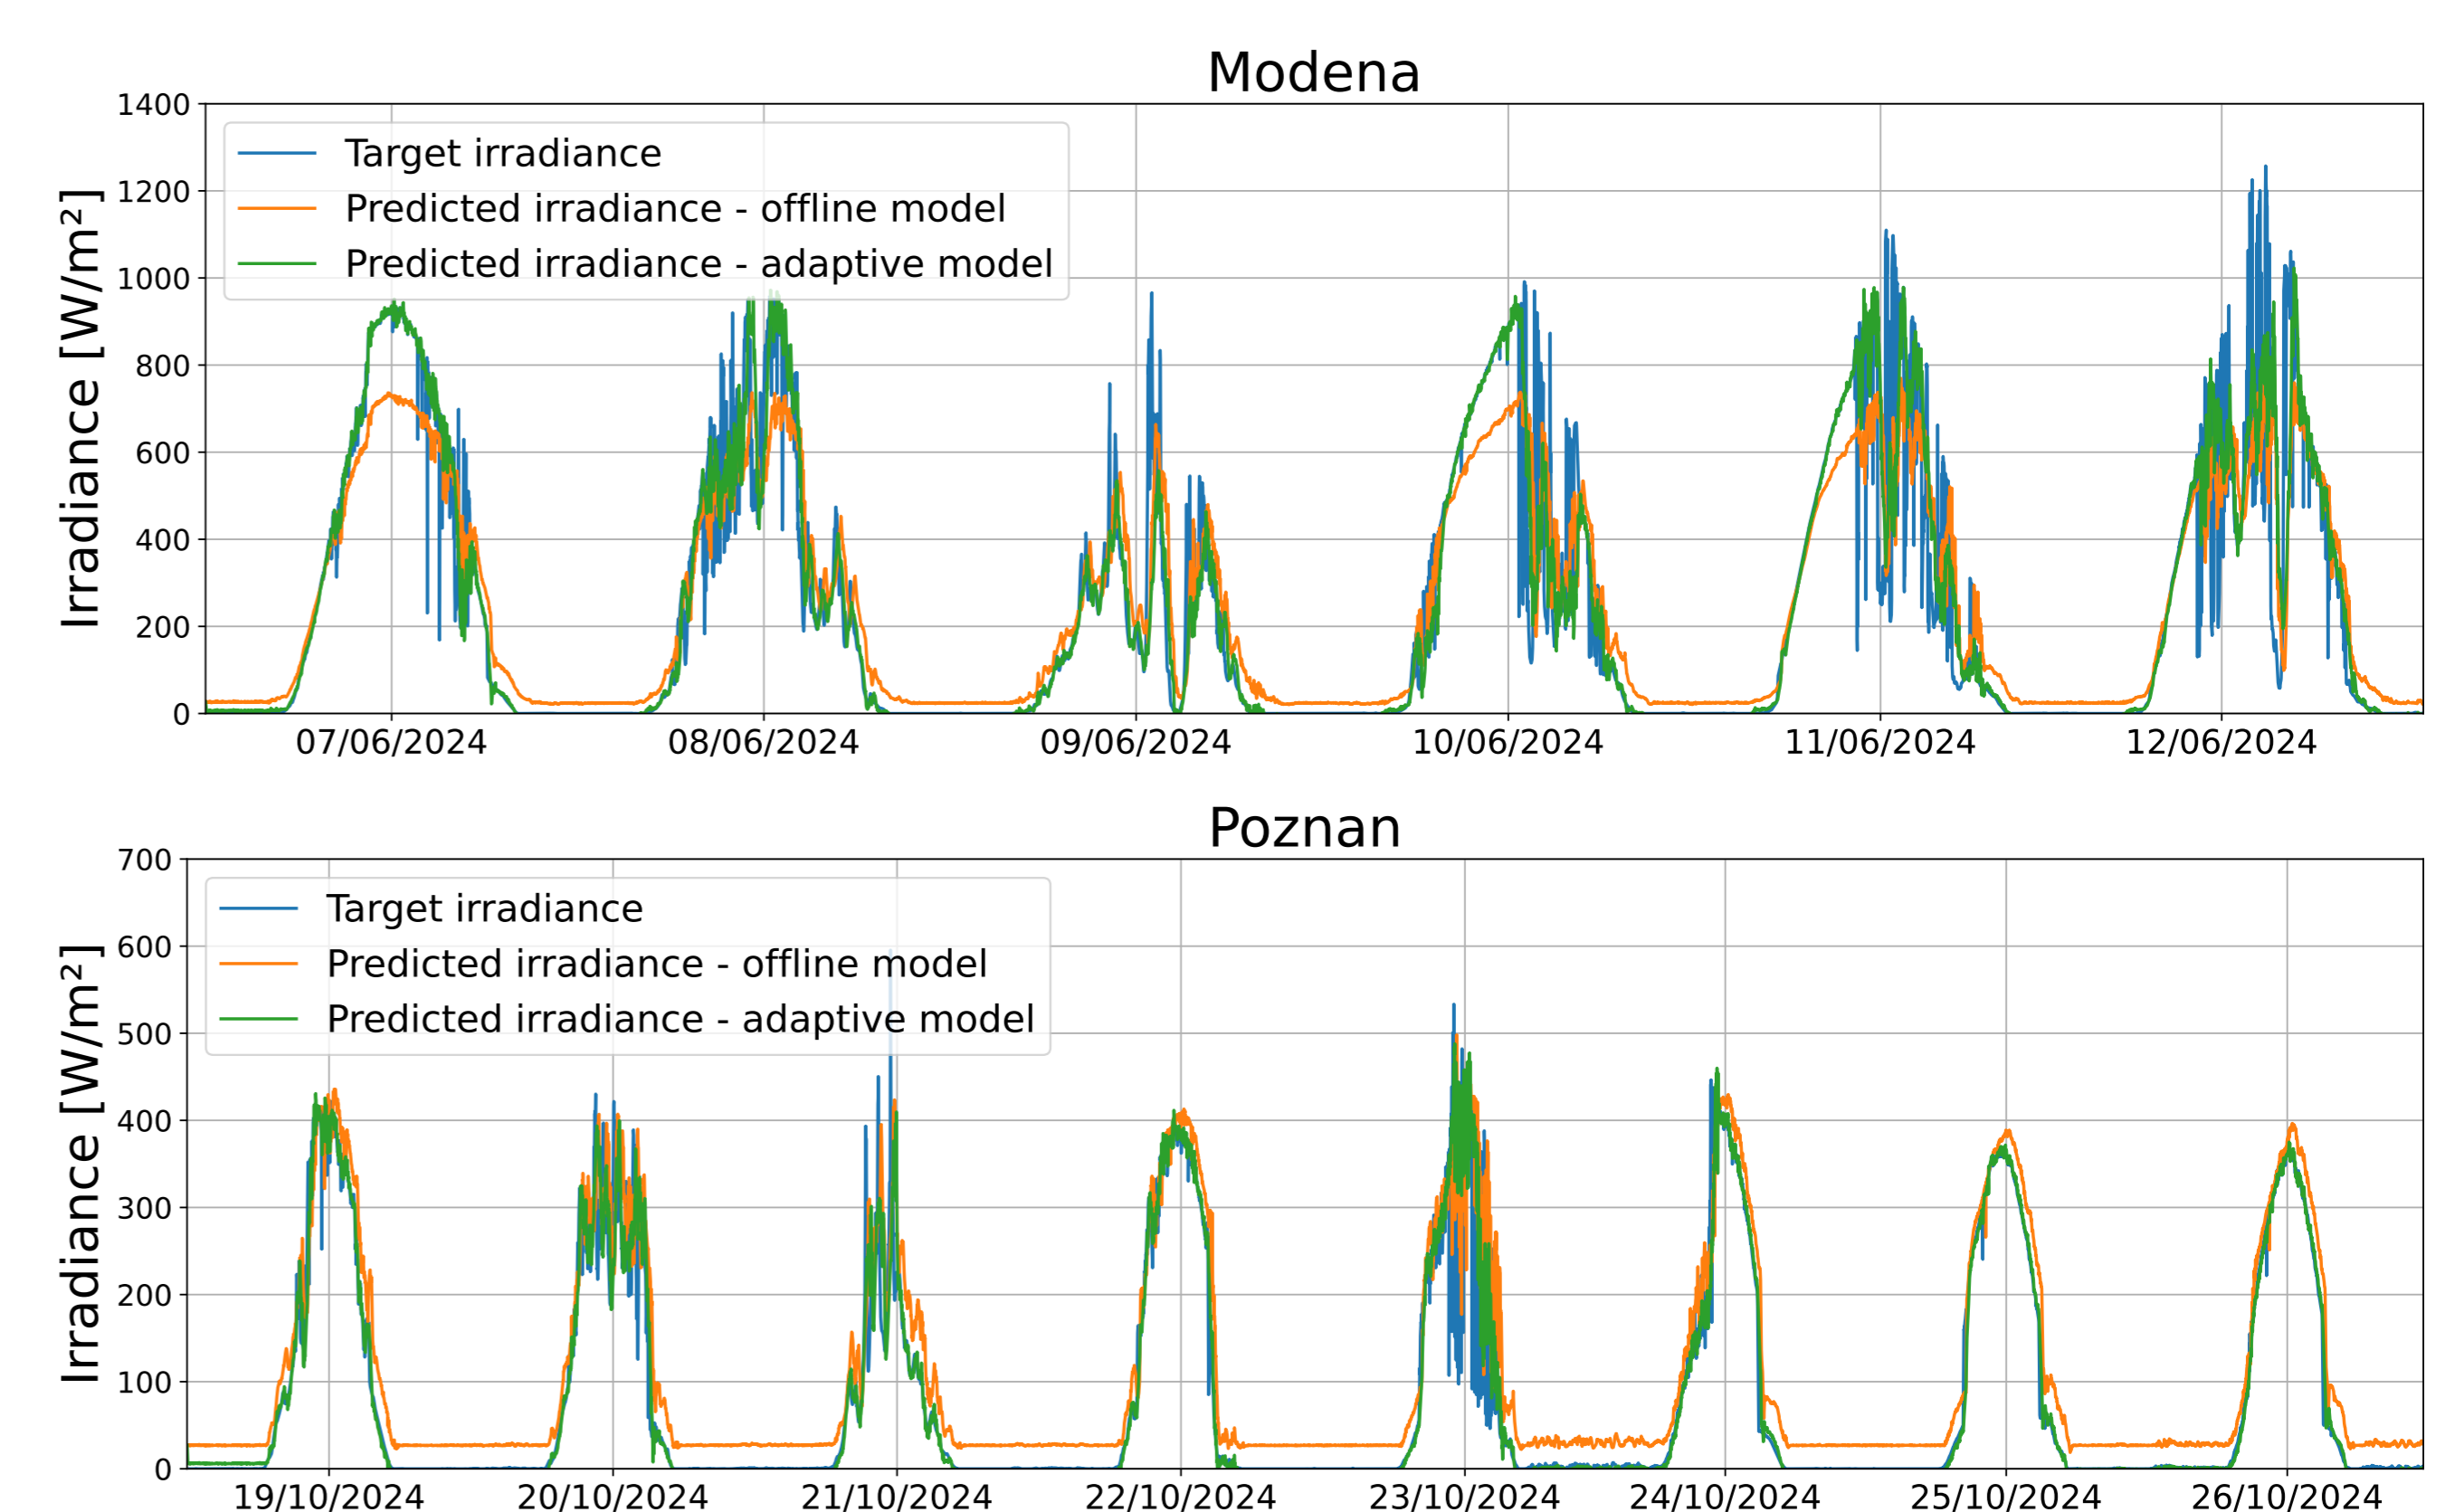 Modena
Irradiance [W/m²]
1400
1200
1000
800
600
400
200
0
Target irradiance
Predicted irradiance - offline model
Predicted irradiance - adaptive model
07/06/2024 08/06/2024 09/06/2024 10/06/2024 11/06/2024 12/06/2024
Poznan
Irradiance [W/m²]
700
600
500
400
300
200
100
0
Target irradiance
Predicted irradiance - offline model
Predicted irradiance - adaptive model
19/10/2024 20/10/2024 21/10/2024 22/10/2024 23/10/2024 24/10/2024 25/10/2024 26/10/2024